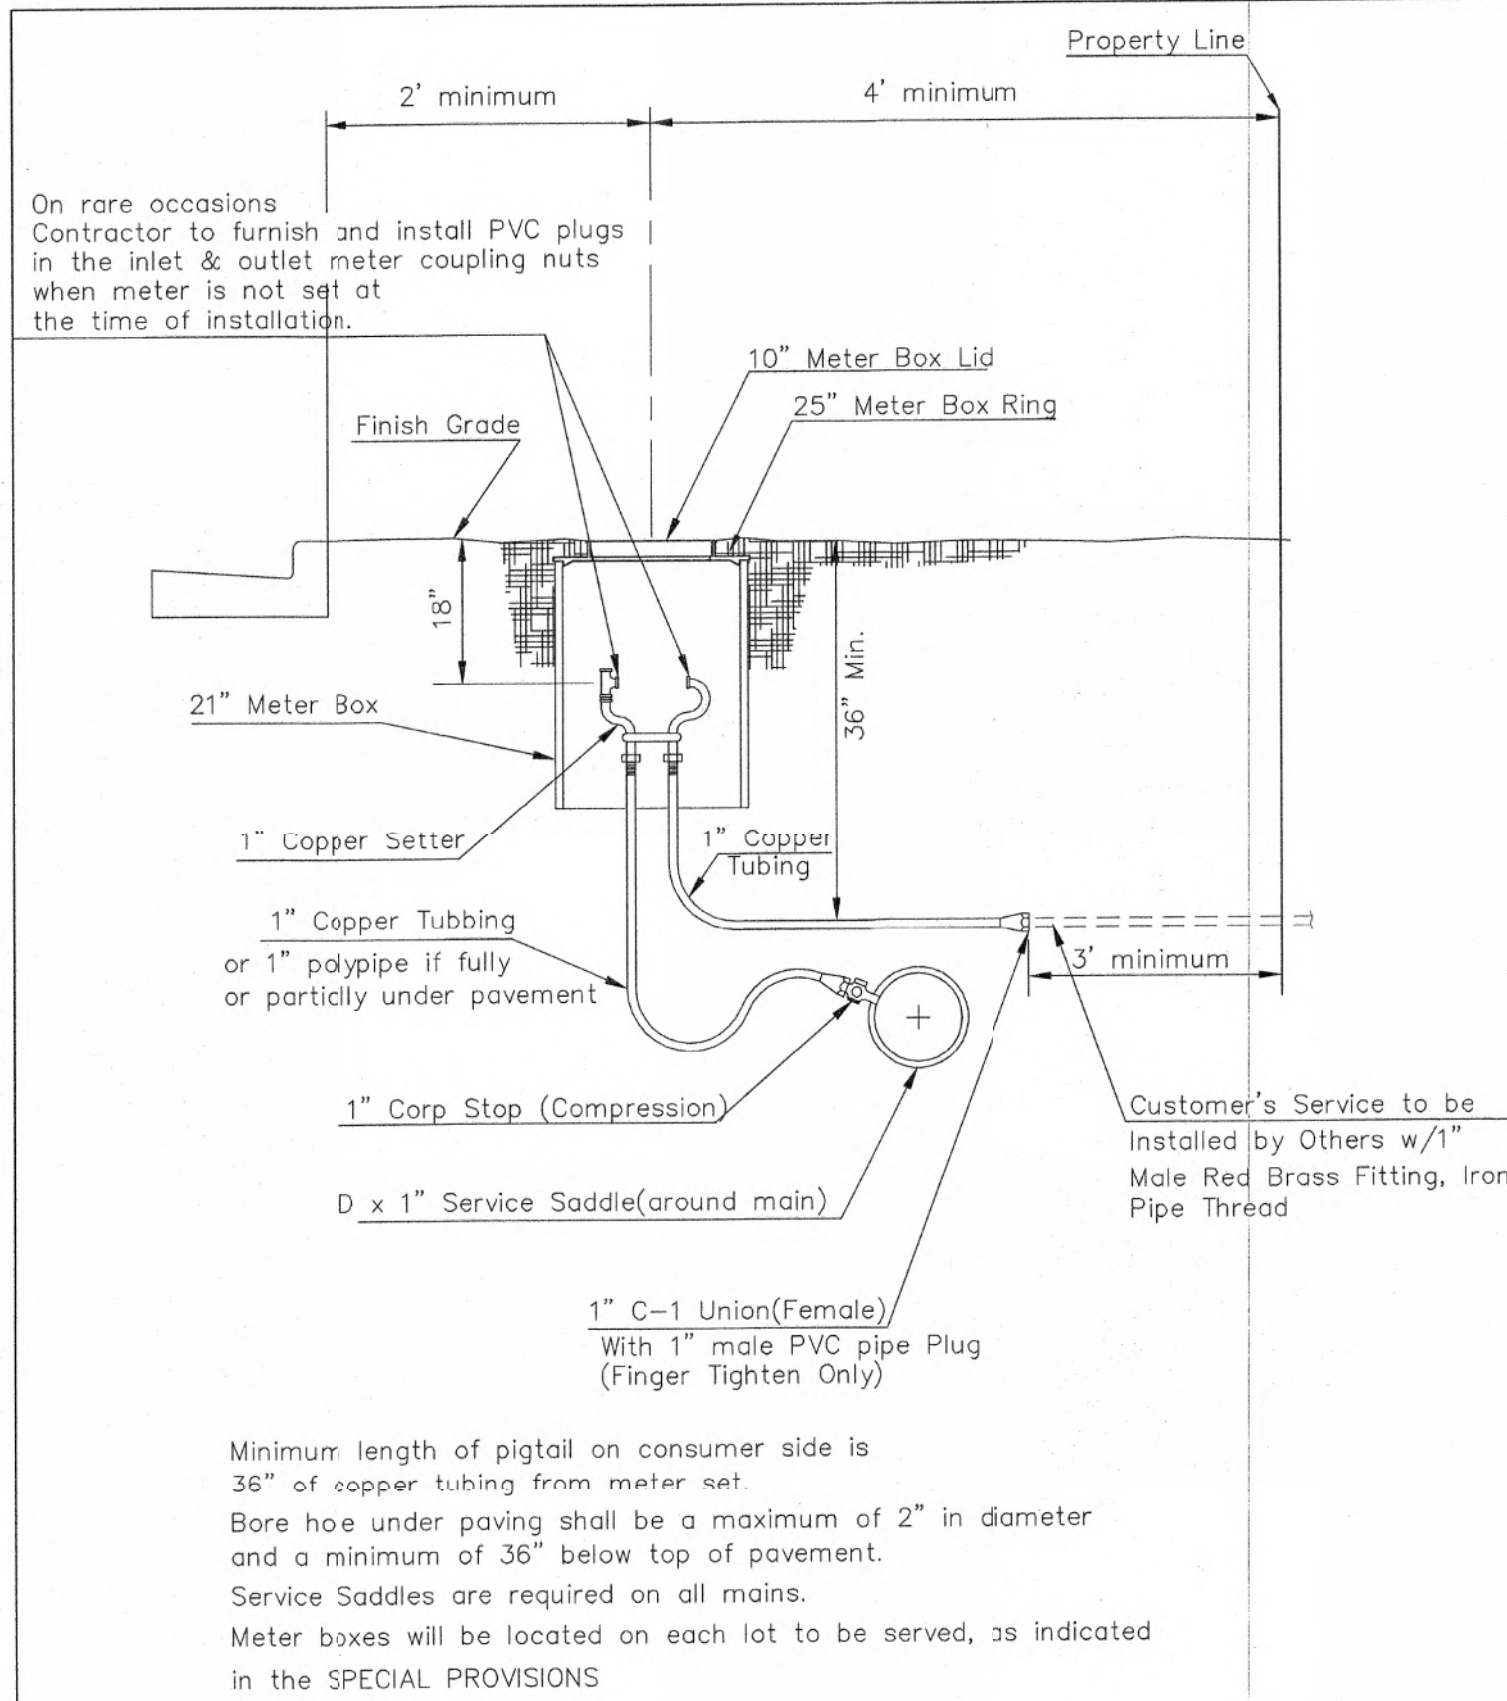 Property Line
2' minimum
4' minimum
On rare occasions
Contractor to furnish and install PVC plugs
in the inlet & outlet meter coupling nuts
when meter is not set at
the time of installation.
10" Meter Box Lid
25" Meter Box Ring
Finish Grade
18"
36" Min.
21" Meter Box
1" Copper Setter
1" Copper
Tubing
1" Copper Tubbing
or 1" polypipe if fully
or partially under pavement
3' minimum
1" Corp Stop (Compression)
Customer's Service to be
Installed by Others w/1"
Male Red Brass Fitting, Iron
Pipe Thread
D x 1" Service Saddle(around main)
1" C-1 Union(Female)
With 1" male PVC pipe Plug
(Finger Tighten Only)
Minimum length of pigtail on consumer side is
36" of copper tubing from meter set.
Bore hoe under paving shall be a maximum of 2" in diameter
and a minimum of 36" below top of pavement.
Service Saddles are required on all mains.
Meter boxes will be located on each lot to be served, as indicated
in the SPECIAL PROVISIONS